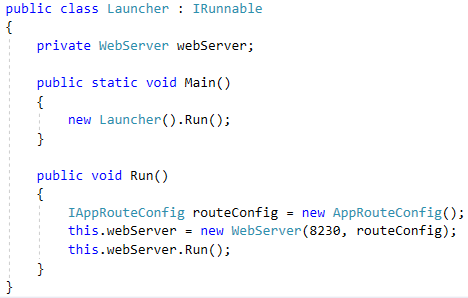 public class Launcher : IRunnable
{
    private WebServer webServer;

    public static void Main()
    {
        new Launcher().Run();
    }

    public void Run()
    {
        IAppRouteConfig routeConfig = new AppRouteConfig();
        this.webServer = new WebServer(8230, routeConfig);
        this.webServer.Run();
    }
}